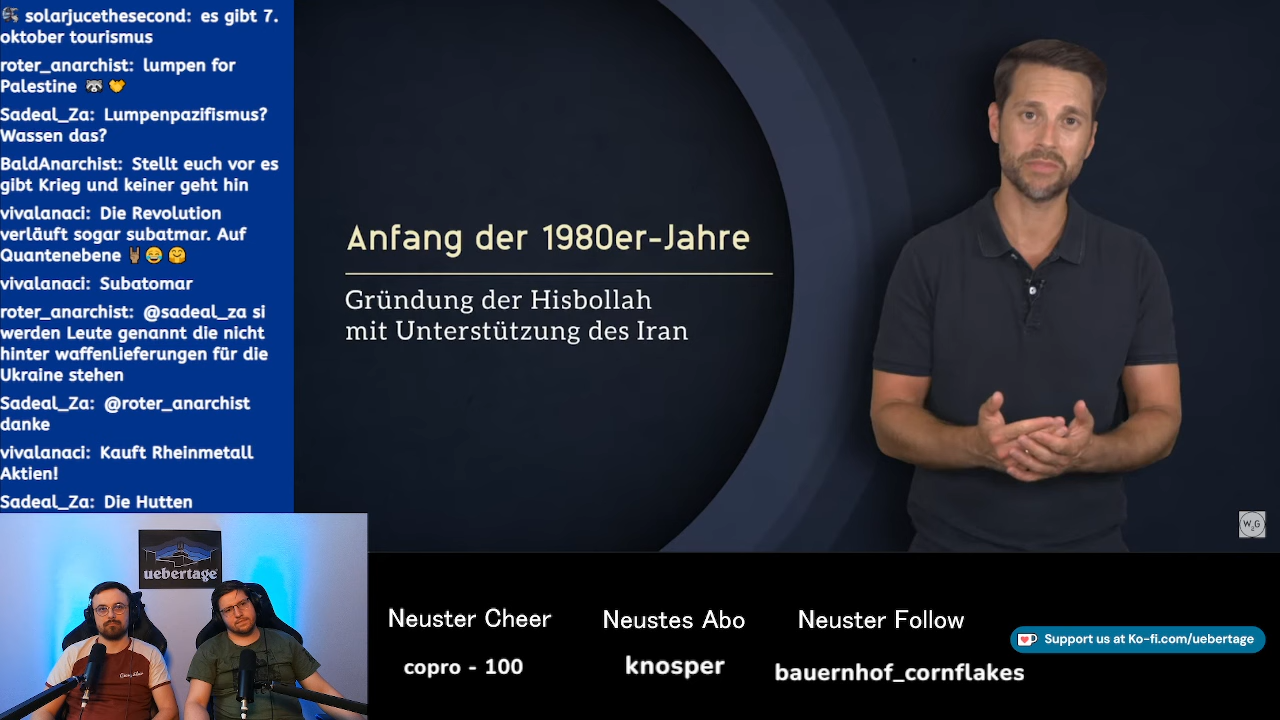 solarjucethesecond: es gibt 7.
oktober tourismus
roter_anarchist: lumpen for
Palestine 🦝 💛
Sadeal_Za: Lumpenpazifismus?
Wassen das?
BaldAnarchist: Stellt euch vor es
gibt Krieg und keiner geht hin
vivalanaci: Die Revolution
verläuft sogar subatmar. Auf
Quantenebene 🤘😂 🤗
vivalanaci: Subatomar
roter_anarchist: @sadeal_za si
werden Leute genannt die nicht
hinter waffenlieferungen für die
Ukraine stehen
Sadeal_Za: @roter_anarchist
danke
vivalanaci: Kauft Rheinmetall
Aktien!
Sadeal_Za: Die Hutten
Anfang der 1980er-Jahre
Gründung der Hisbollah
mit Unterstützung des Iran
W2G
uebertage
Neuster Cheer
copro - 100
Neustes Abo
knosper
Neuster Follow
bauernhof_cornflakes
Support us at Ko-fi.com/uebertage